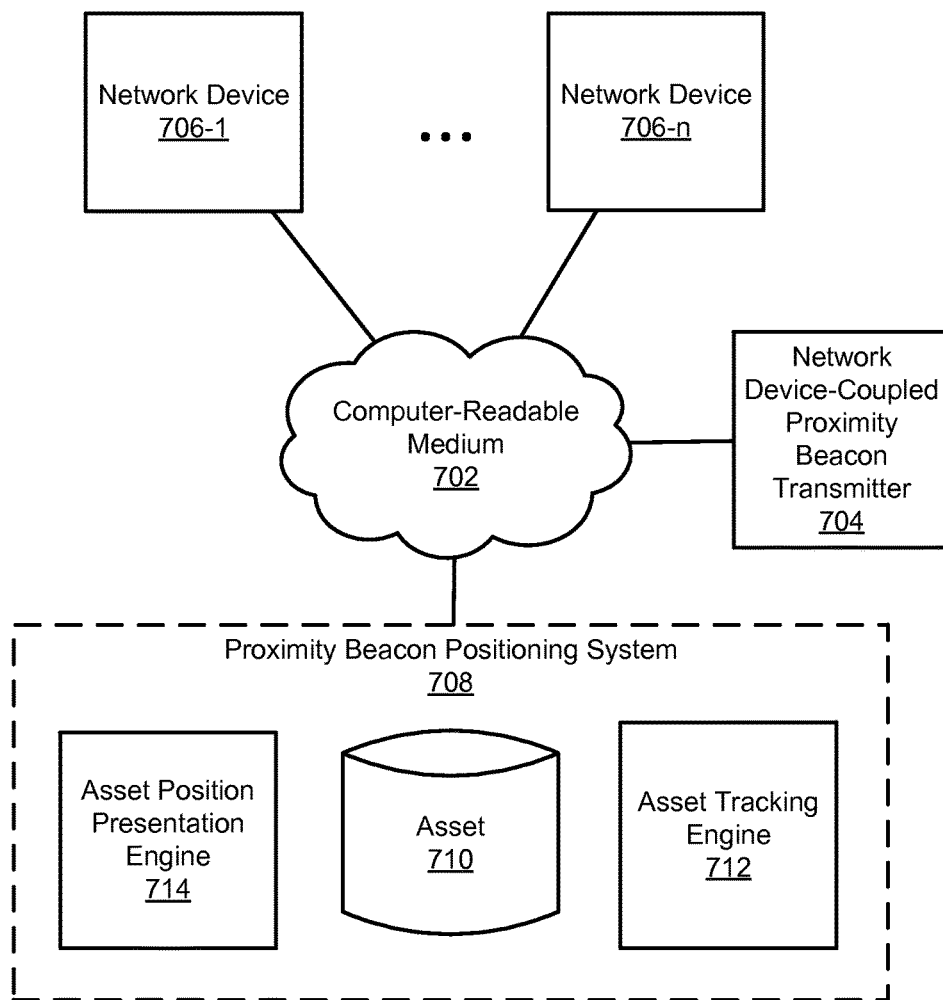 Network Device
706-1
...
Network Device
706-n
Network
Device-Coupled
Proximity
Beacon
Transmitter
704
Computer-Readable
Medium
702
Proximity Beacon Positioning System
708
Asset Position
Presentation
Engine
714
Asset
710
Asset Tracking
Engine
712